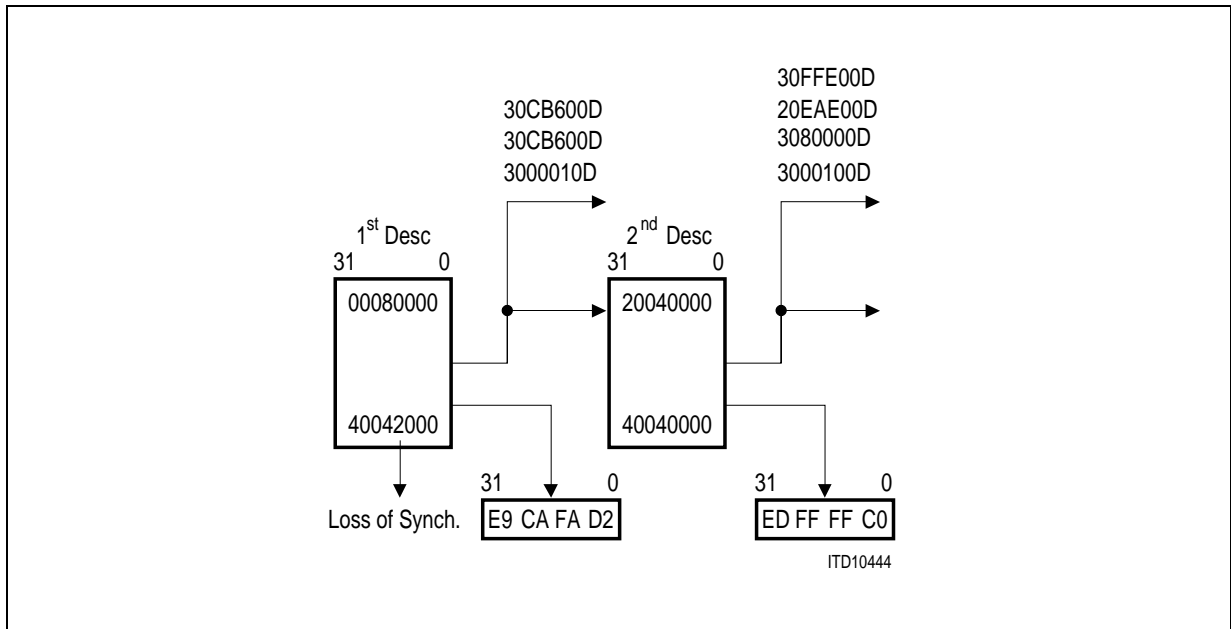 30FFE00D
30CB600D
20EAE00D
30CB600D
3080000D
3000010D
3000100D
1st Desc
2nd Desc
31 0
31 0
00080000
20040000
40042000
40040000
31 0
31 0
Loss of Synch.
E9 CA FA D2
ED FF FF C0
ITD10444